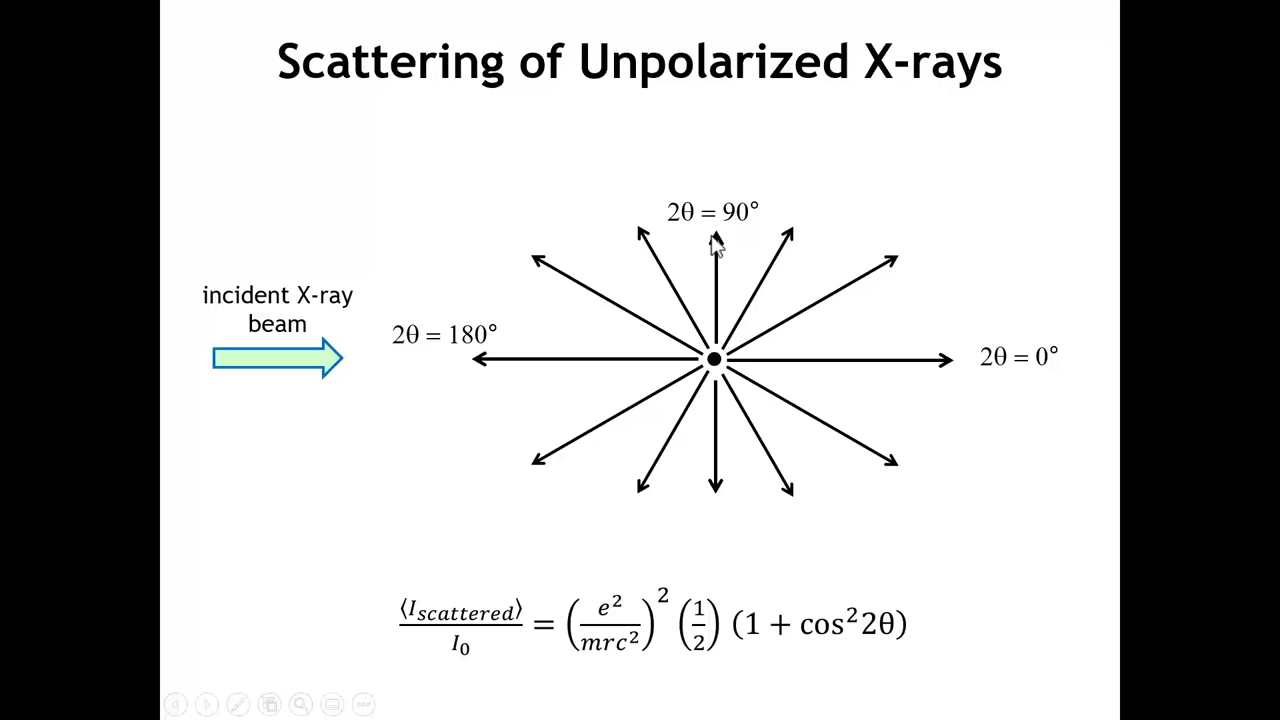 Scattering of Unpolarized X-rays
2θ = 90°
incident X-ray
beam
2θ = 180°
2θ = 0°
⟨I_scattered⟩/I_0 = (e^2/mrc^2)^2 (1/2) (1 + cos^2 2θ)